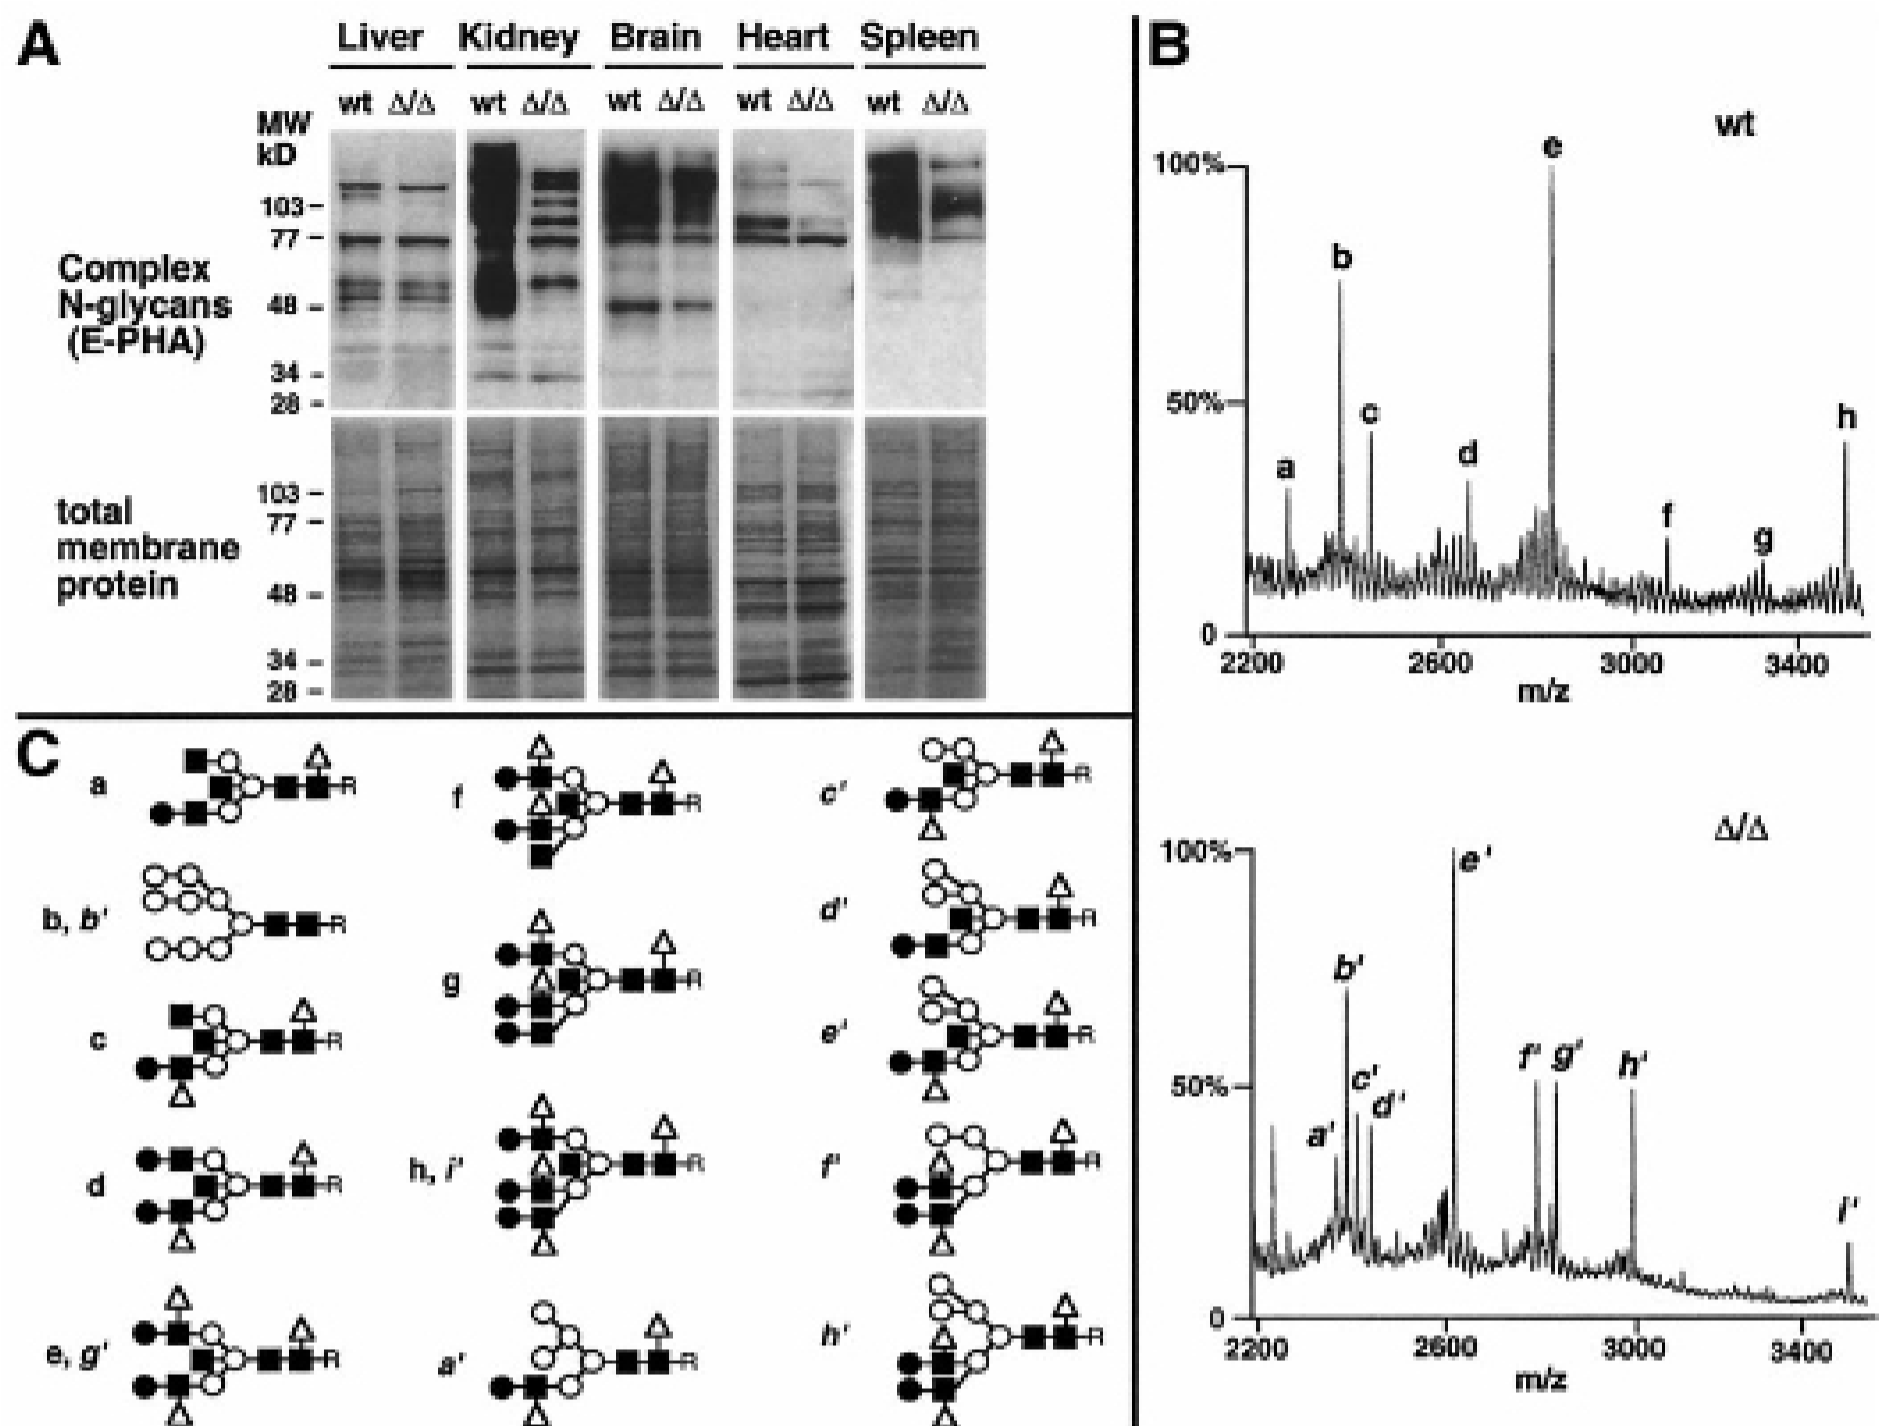 A
Liver Kidney Brain Heart Spleen
wt Δ/Δ wt Δ/Δ wt Δ/Δ wt Δ/Δ wt Δ/Δ
MW
kD
103
77
48
34
28
Complex
N-glycans
(E-PHA)
103
77
48
34
28
total
membrane
protein
B
wt
100%
50%
0
a
b
c
d
e
f
g
h
2200 2600 3000 3400
m/z
Δ/Δ
100%
50%
0
a'
b'
c'
d'
e'
f'
g'
h'
i'
2200 2600 3000 3400
m/z
C
a R
b, b' R
c R
d R
e, g' R
f R
g R
h, i' R
a' R
c' R
d' R
e' R
f' R
h' R